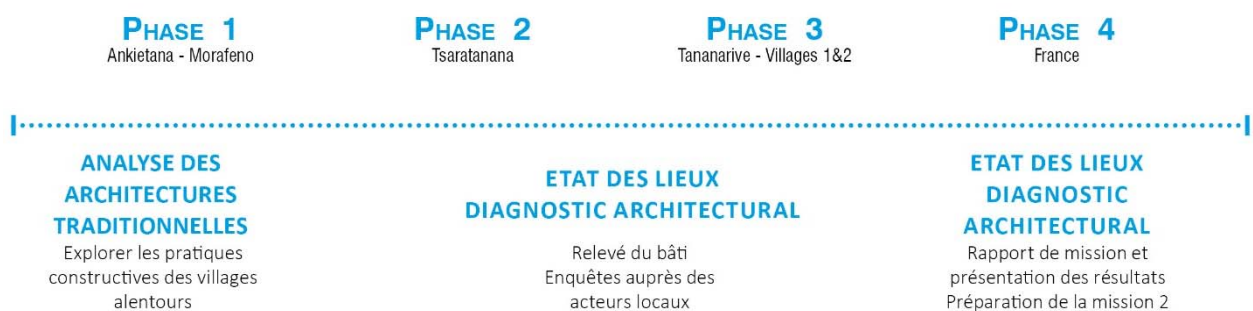 PHASE 1
Ankietana - Morafeno
PHASE 2
Tsaratanana
PHASE 3
Tananarive - Villages 1&2
PHASE 4
France
ANALYSE DES
ARCHITECTURES
TRADITIONNELLES
Explorer les pratiques
constructives des villages
alentours
ETAT DES LIEUX
DIAGNOSTIC ARCHITECTURAL
Relevé du bâti
Enquêtes auprès des
acteurs locaux
ETAT DES LIEUX
DIAGNOSTIC
ARCHITECTURAL
Rapport de mission et
présentation des résultats
Préparation de la mission 2